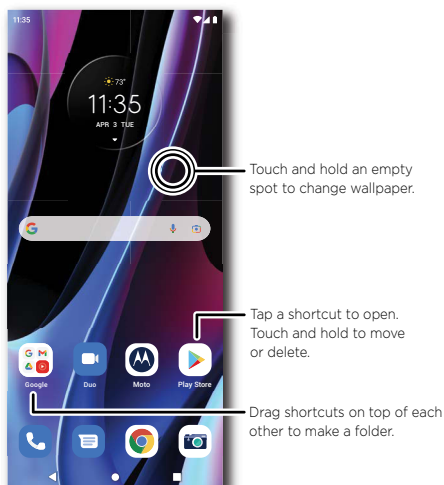 11:35
73°
11:35
APR 3 TUE
Touch and hold an empty
spot to change wallpaper.
Tap a shortcut to open.
Touch and hold to move
or delete.
Google
Duo
Moto
Play Store
Drag shortcuts on top of each
other to make a folder.